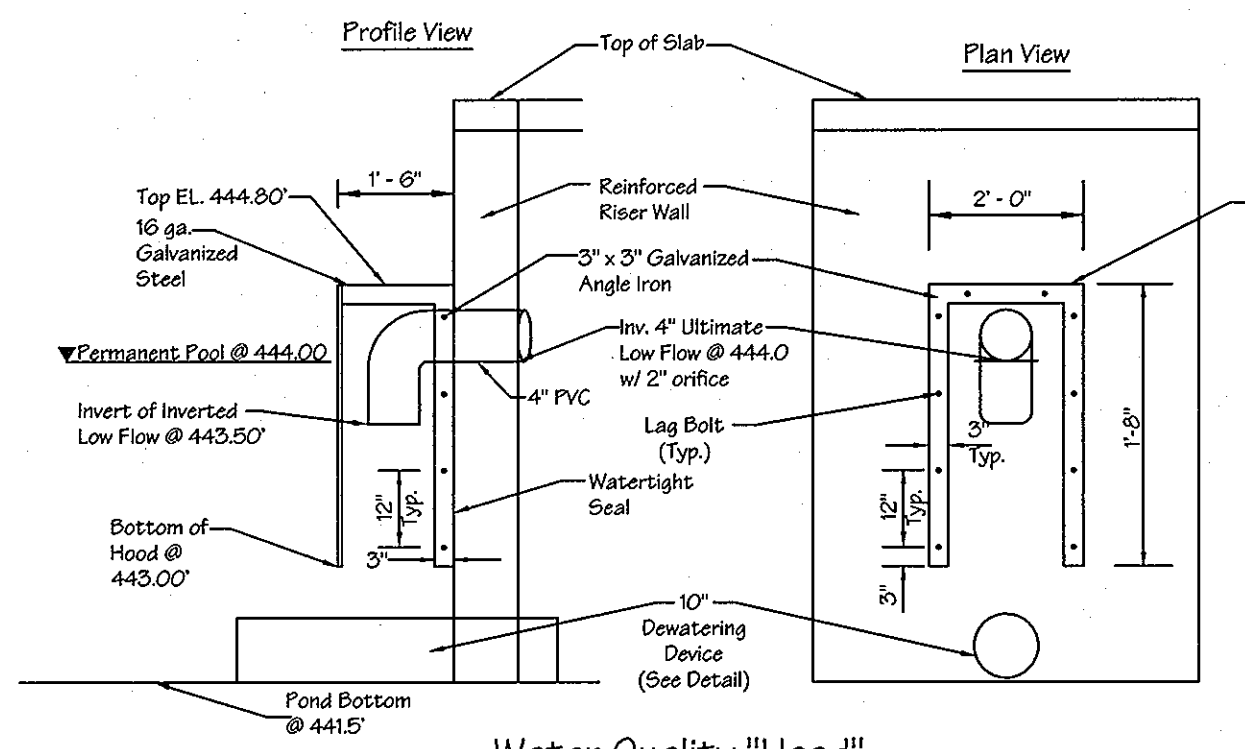 Profile View
Top of Slab
Plan View
1' - 6"
Top EL. 444.80'
16 ga.
Galvanized
Steel
Reinforced
Riser Wall
2' - 0"
3" x 3" Galvanized
Angle Iron
▼Permanent Pool @ 444.00
Inv. 4" Ultimate
Low Flow @ 444.0
w/ 2" orifice
4" PVC
Invert of Inverted
Low Flow @ 443.50'
Lag Bolt
(Typ.)
3"
Typ.
1'-8"
12"
Typ.
Watertight
Seal
12"
Typ.
Bottom of
Hood @
443.00'
3"
3"
10"
Dewatering
Device
(See Detail)
Pond Bottom
@ 441.5'
Water Quality "Hood"